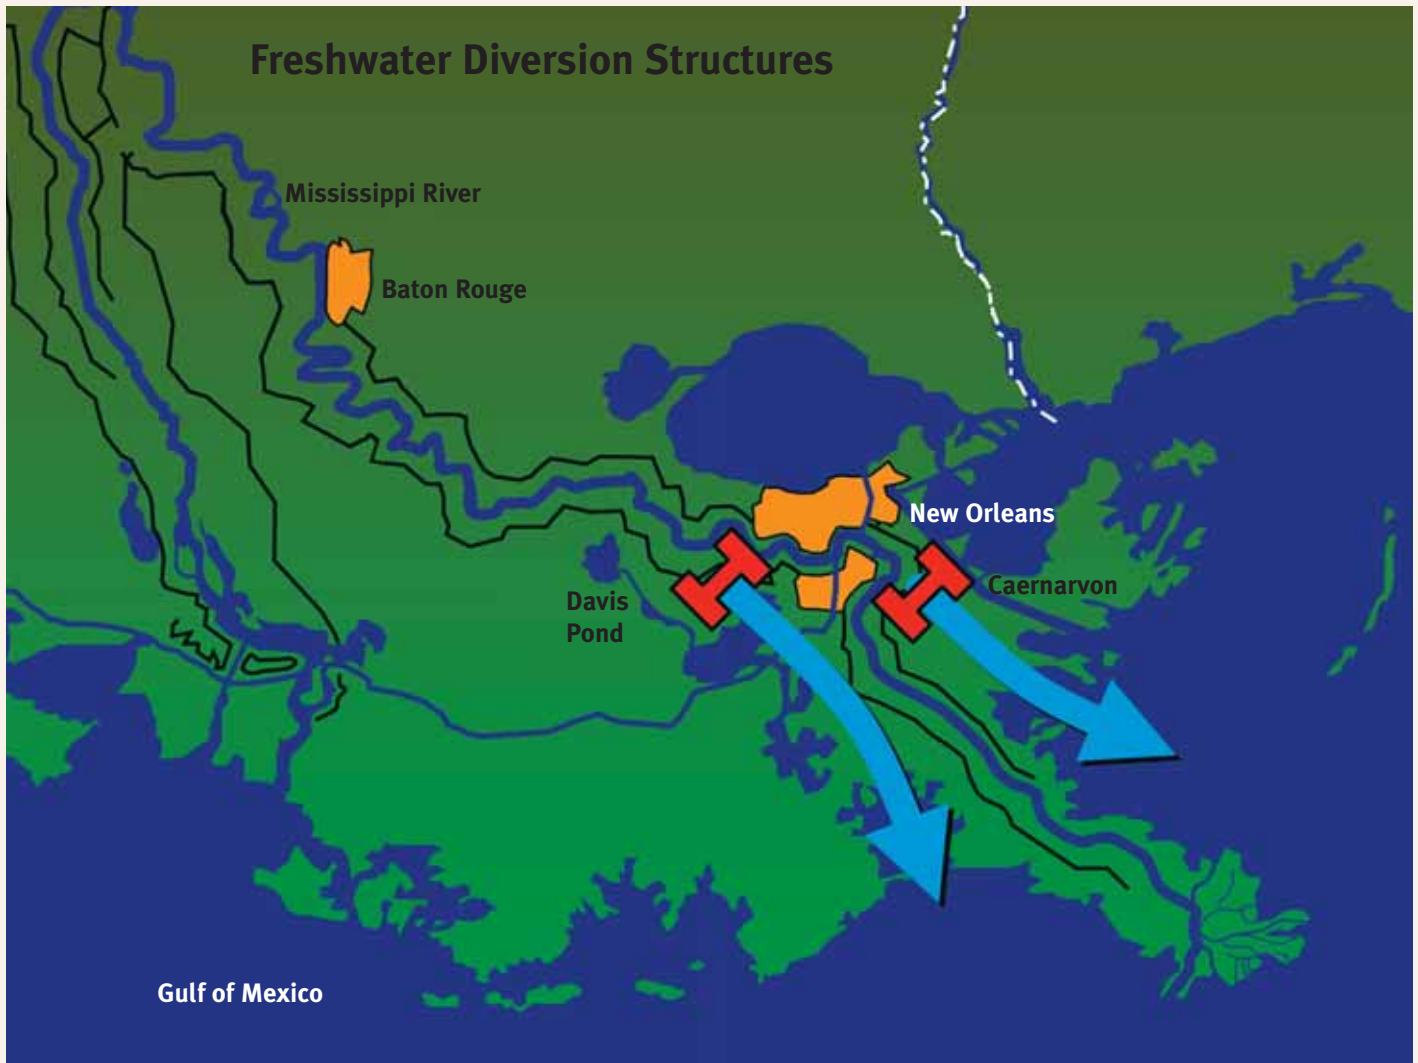 Freshwater Diversion Structures
Mississippi River
Baton Rouge
New Orleans
Caernarvon
Davis
Pond
Gulf of Mexico